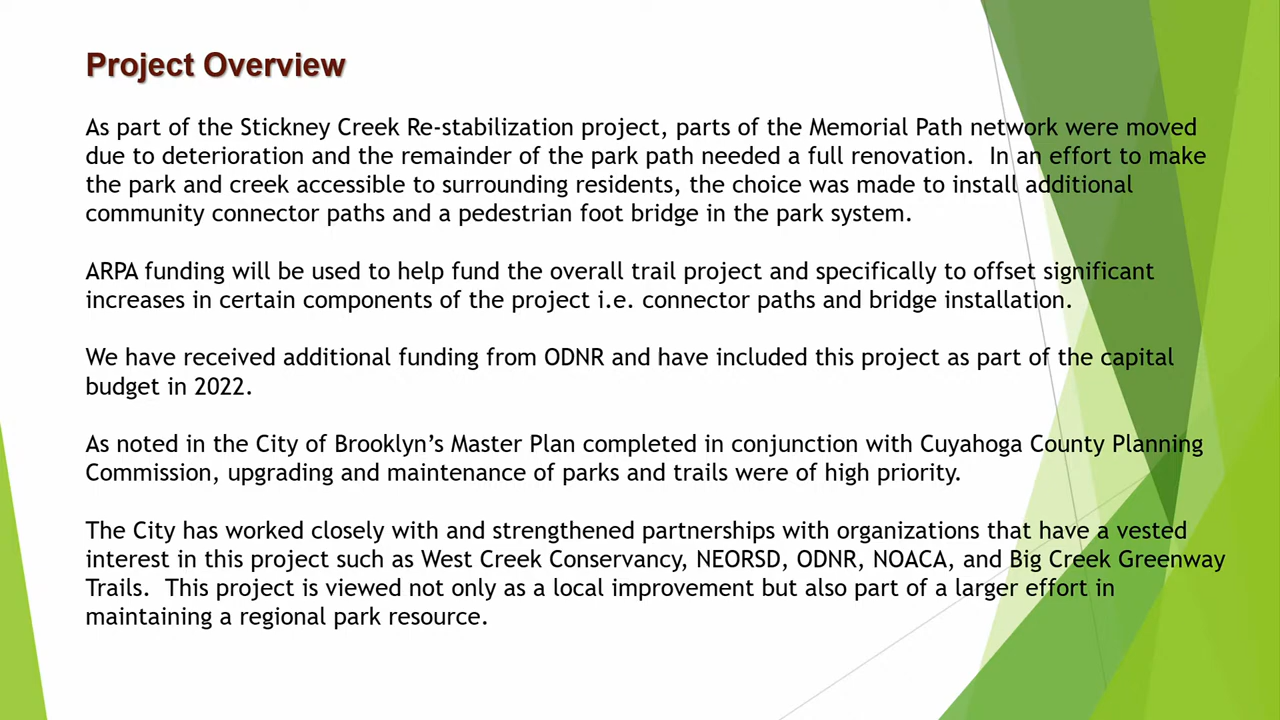 Project Overview
As part of the Stickney Creek Re-stabilization project, parts of the Memorial Path network were moved
due to deterioration and the remainder of the park path needed a full renovation.  In an effort to make
the park and creek accessible to surrounding residents, the choice was made to install additional
community connector paths and a pedestrian foot bridge in the park system.
ARPA funding will be used to help fund the overall trail project and specifically to offset significant
increases in certain components of the project i.e. connector paths and bridge installation.
We have received additional funding from ODNR and have included this project as part of the capital
budget in 2022.
As noted in the City of Brooklyn’s Master Plan completed in conjunction with Cuyahoga County Planning
Commission, upgrading and maintenance of parks and trails were of high priority.
The City has worked closely with and strengthened partnerships with organizations that have a vested
interest in this project such as West Creek Conservancy, NEORSD, ODNR, NOACA, and Big Creek Greenway
Trails.  This project is viewed not only as a local improvement but also part of a larger effort in
maintaining a regional park resource.